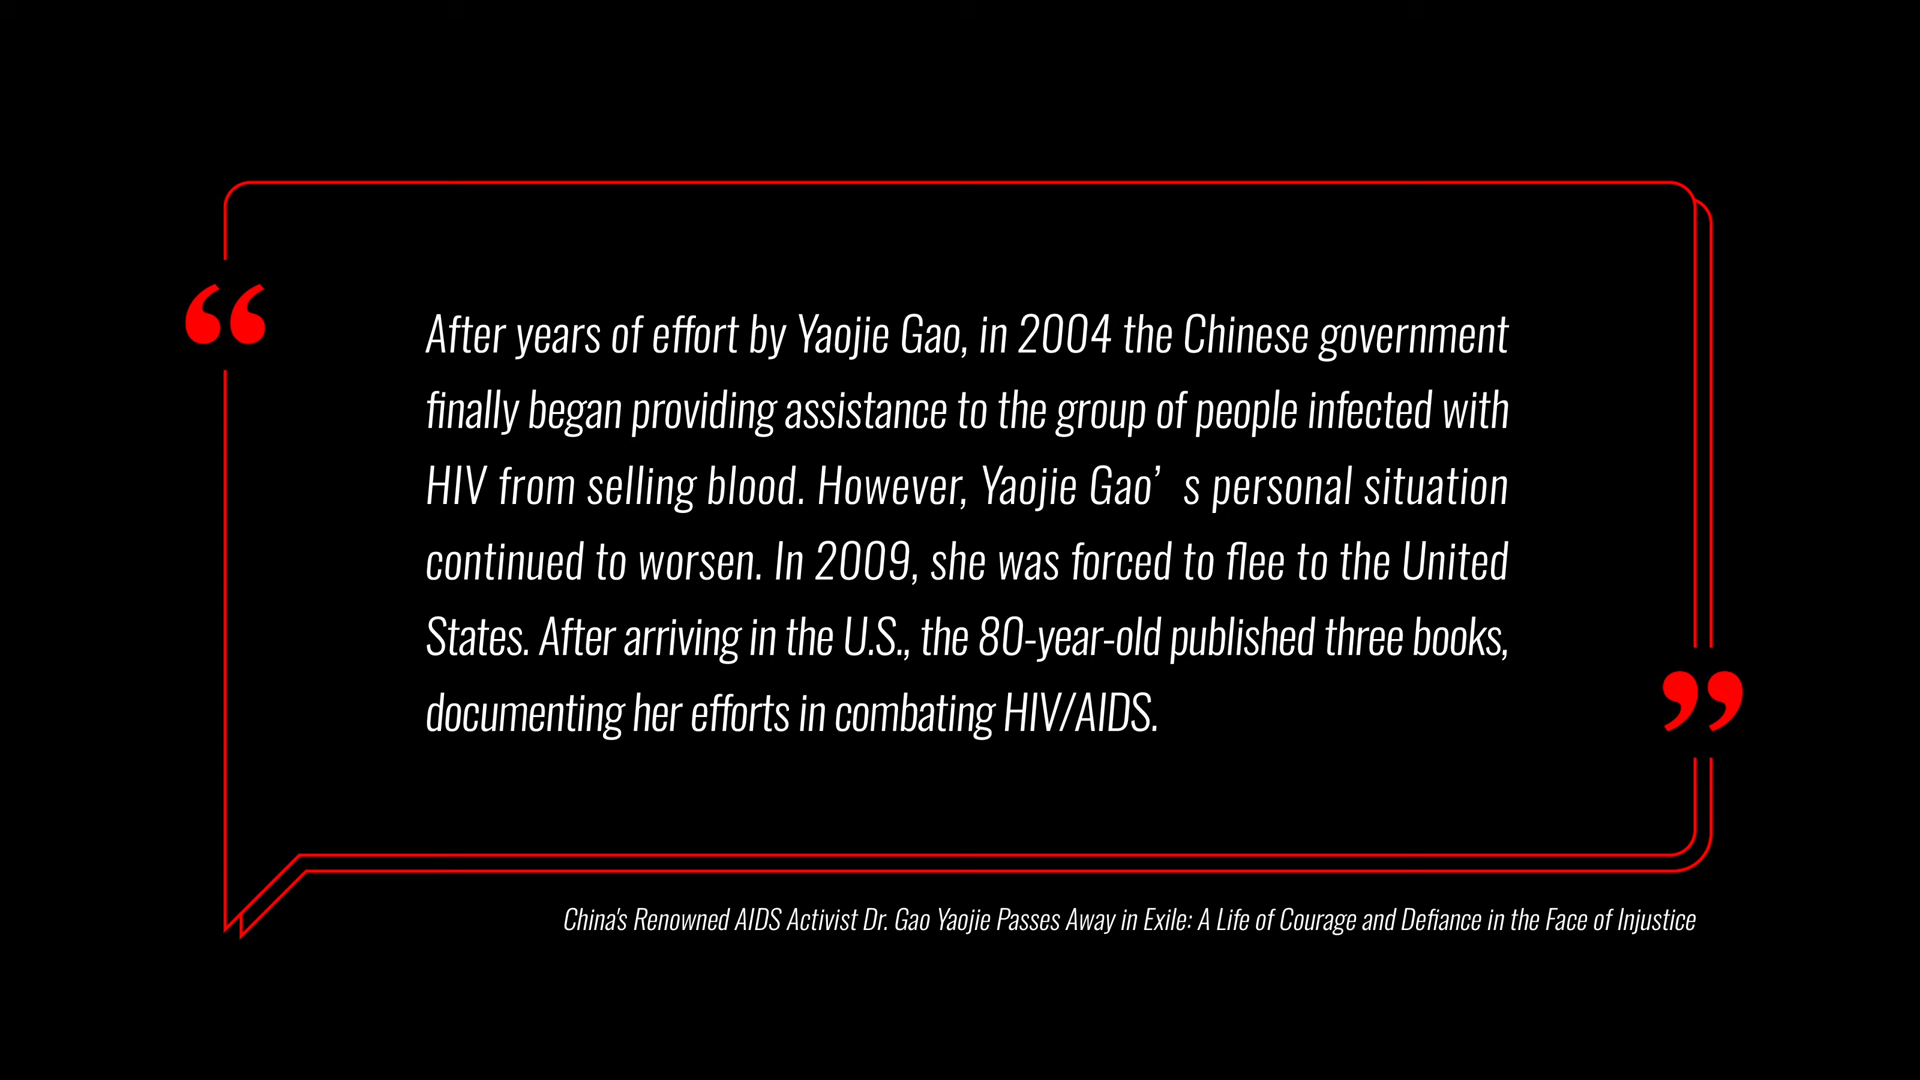 “
After years of effort by Yaojie Gao, in 2004 the Chinese government
finally began providing assistance to the group of people infected with
HIV from selling blood. However, Yaojie Gao’ s personal situation
continued to worsen. In 2009, she was forced to flee to the United
States. After arriving in the U.S., the 80-year-old published three books,
documenting her efforts in combating HIV/AIDS.
”
China's Renowned AIDS Activist Dr. Gao Yaojie Passes Away in Exile: A Life of Courage and Defiance in the Face of Injustice